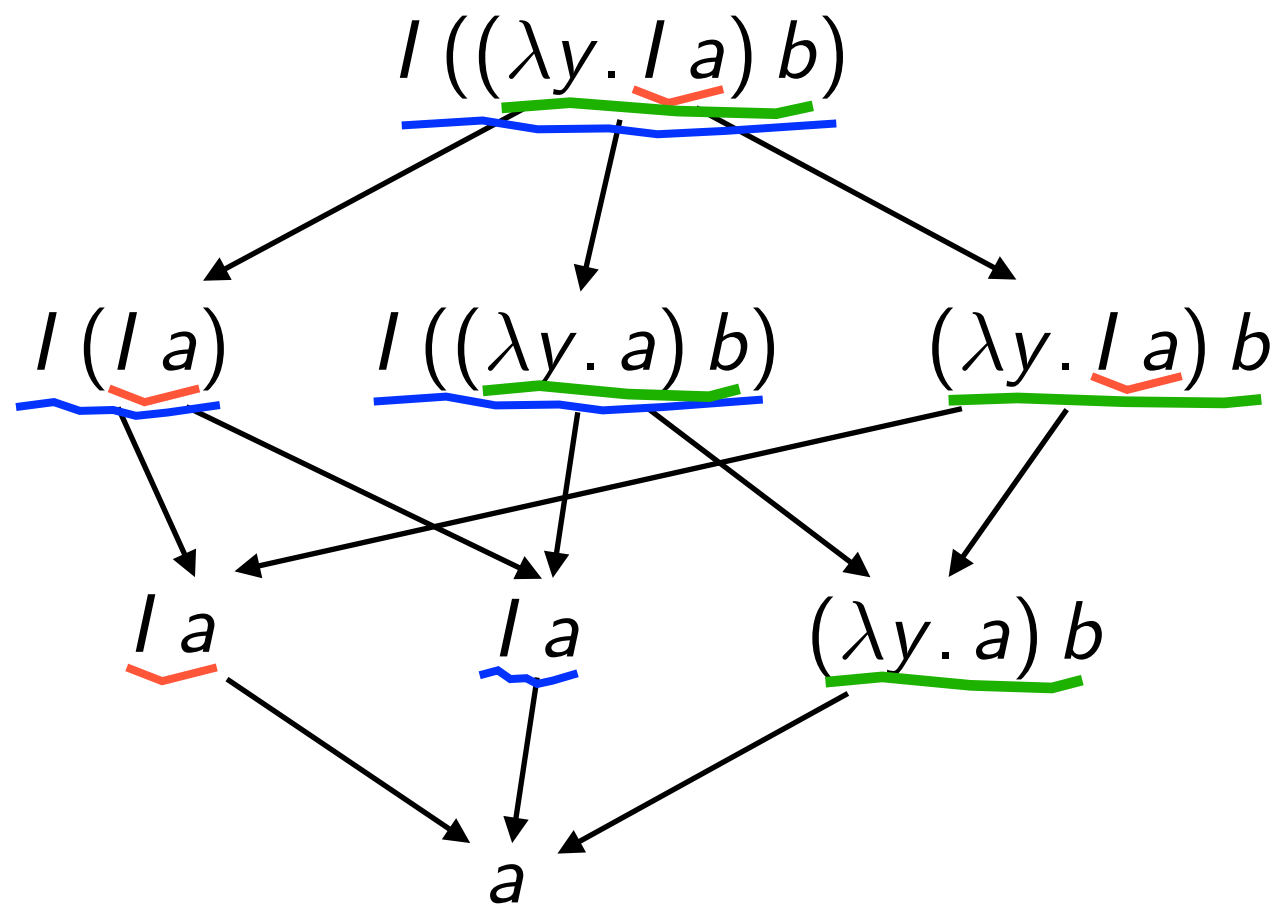 I ((λy . I a) b)
I (I a) I ((λy . a) b) (λy . I a) b
I a I a (λy . a) b
a